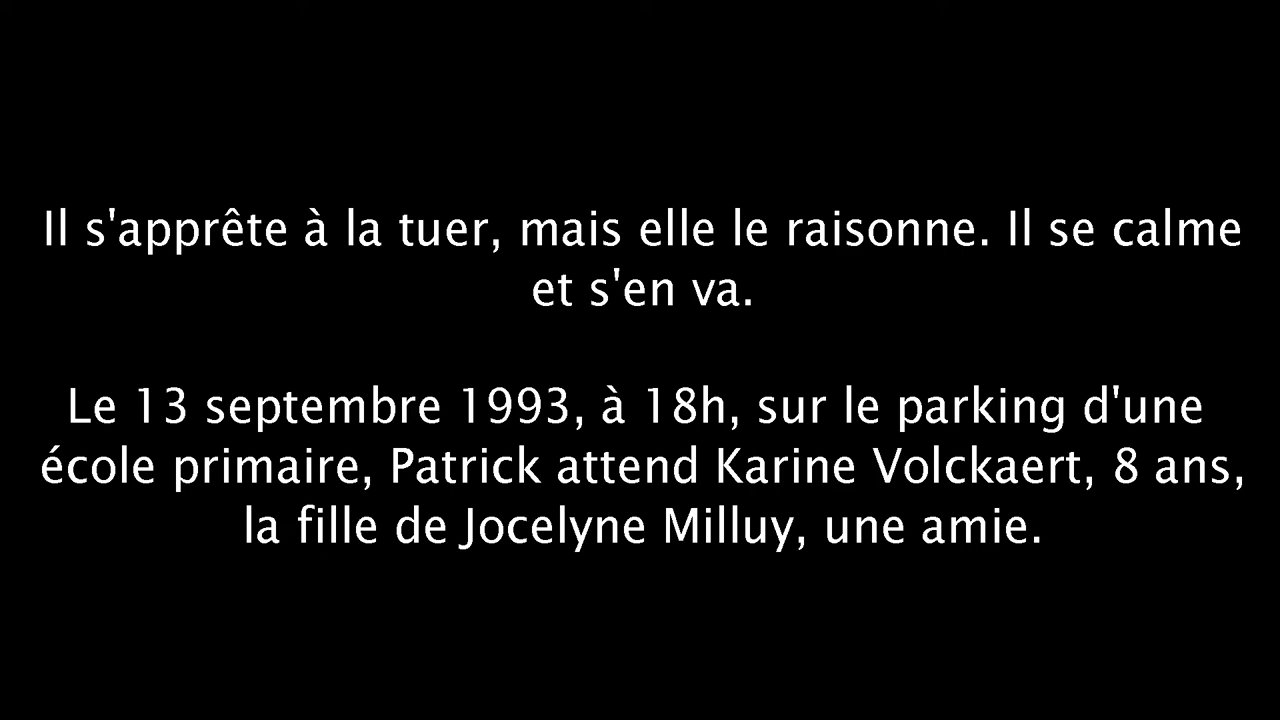 Il s'apprête à la tuer, mais elle le raisonne. Il se calme
et s'en va.
Le 13 septembre 1993, à 18h, sur le parking d'une
école primaire, Patrick attend Karine Volckaert, 8 ans,
la fille de Jocelyne Milluy, une amie.